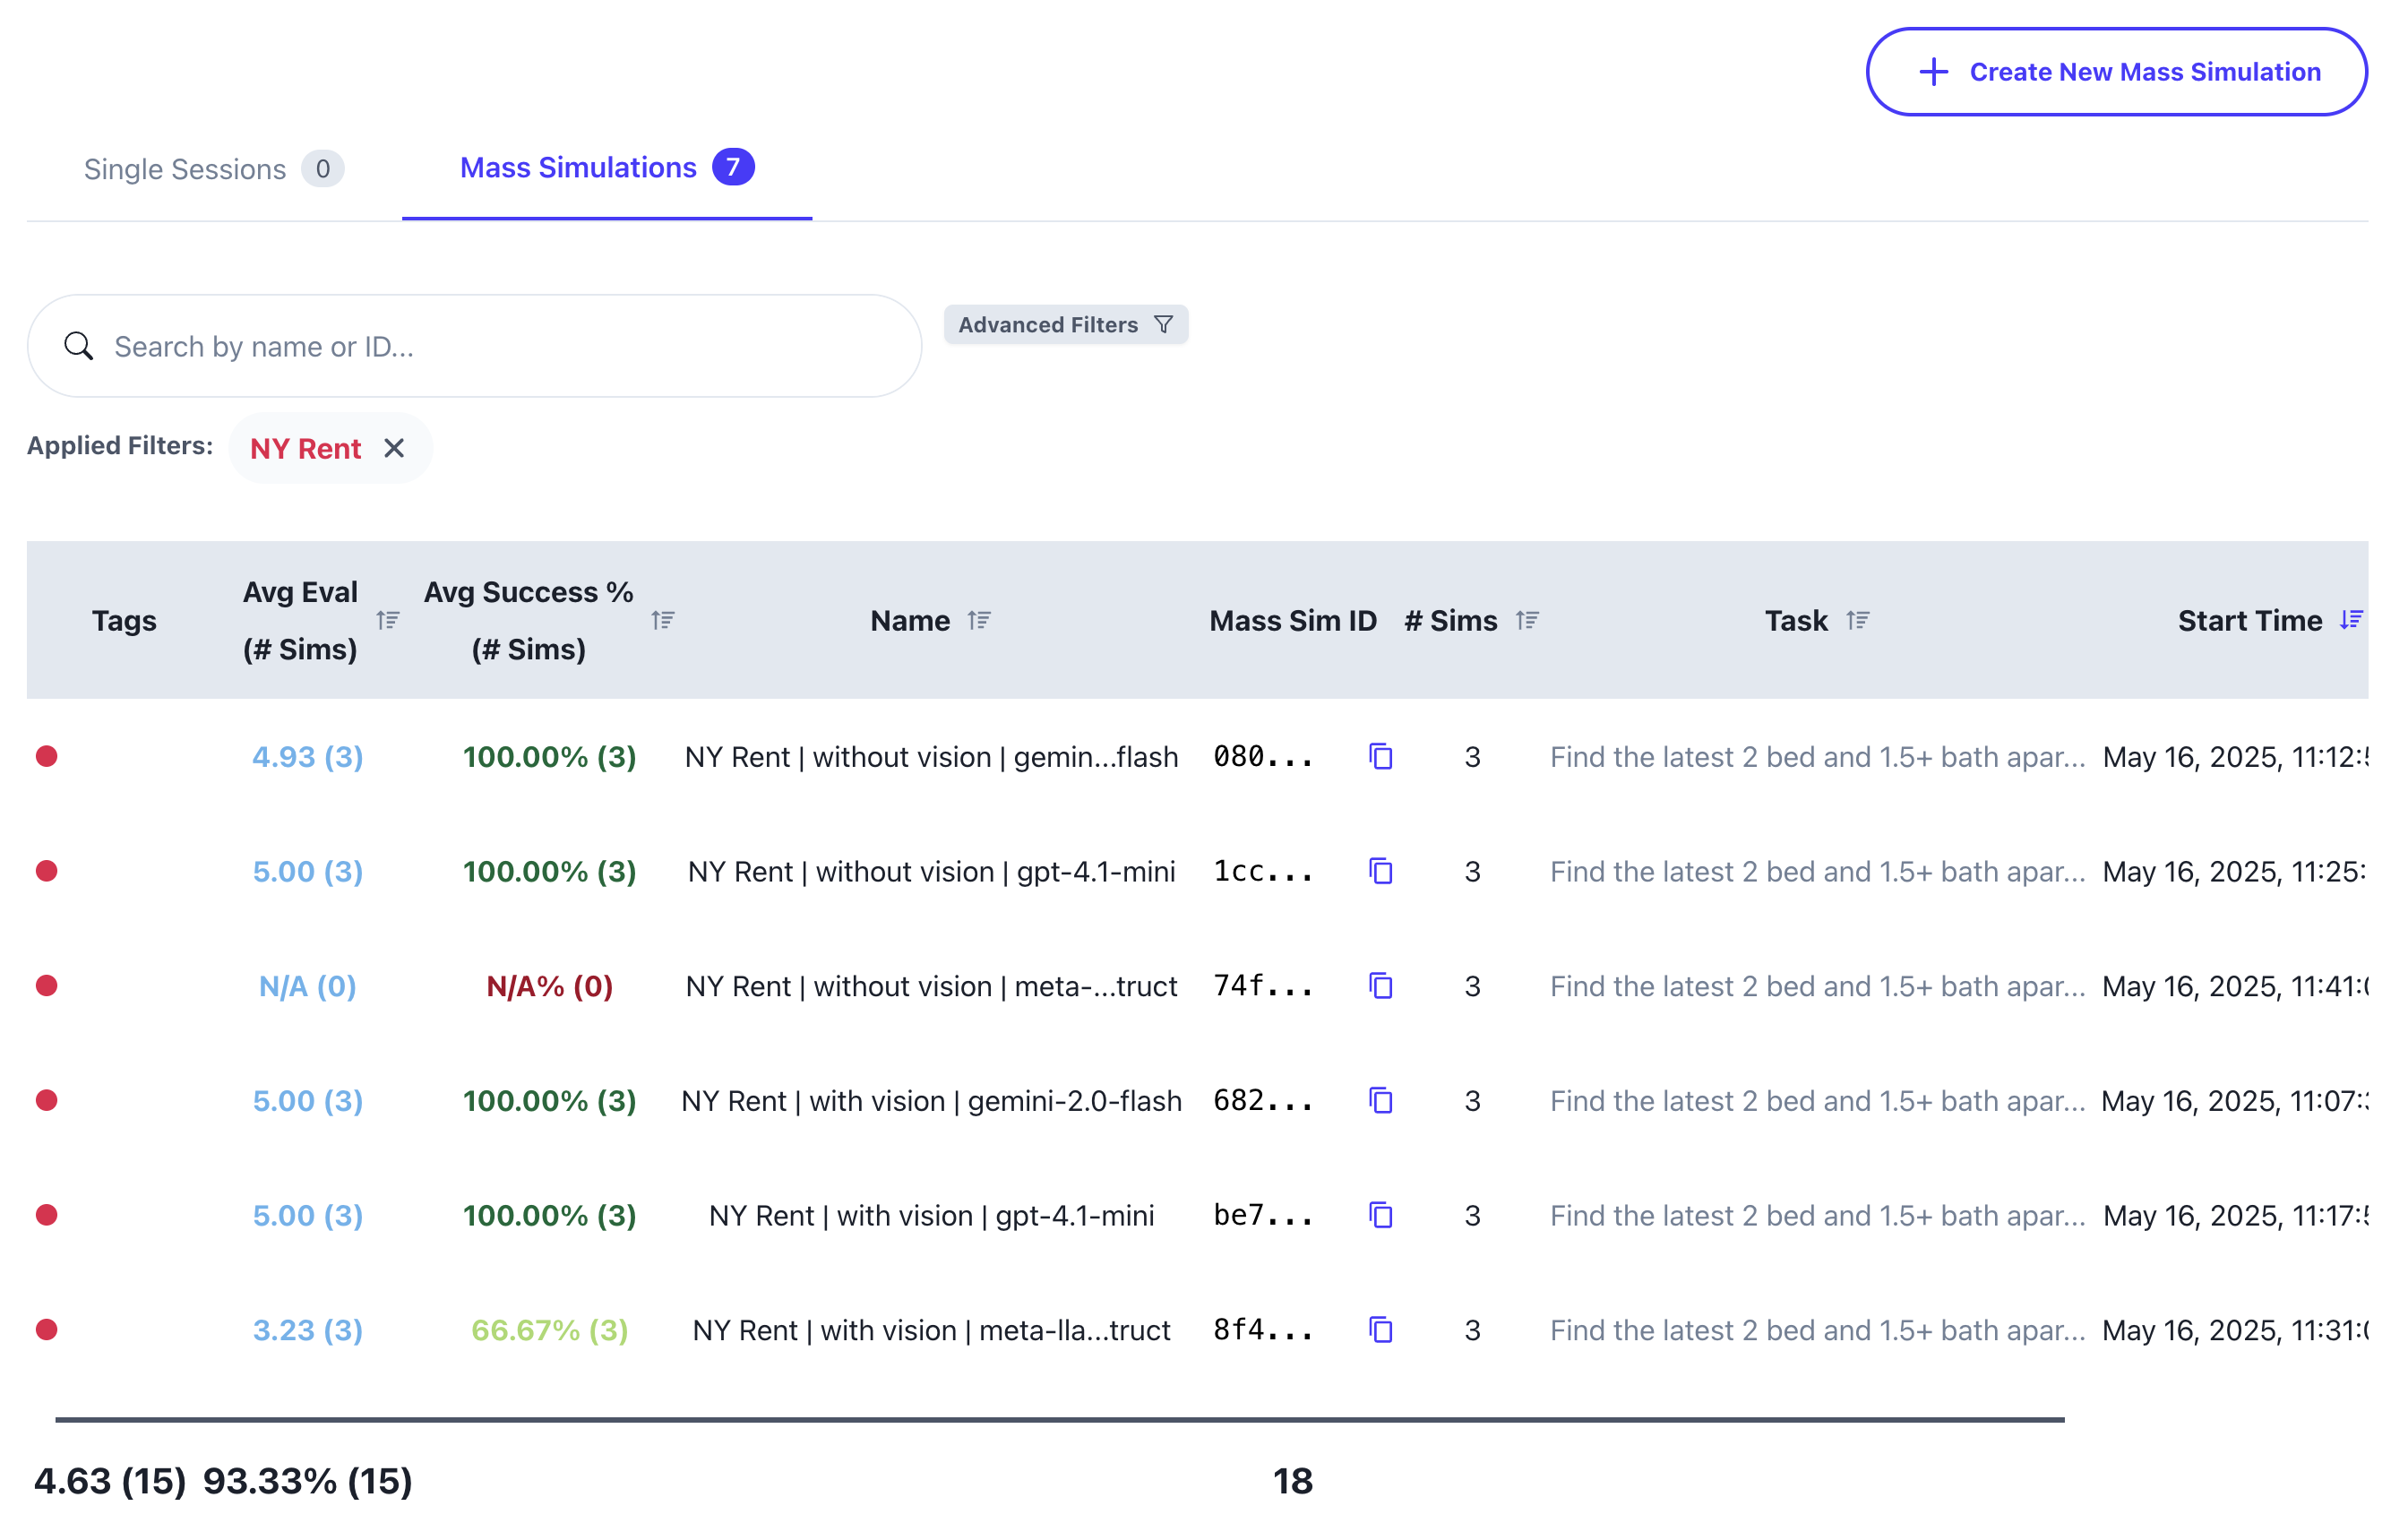 Create New Mass Simulation
Single Sessions 0 Mass Simulations 7
Search by name or ID...
Advanced Filters
Applied Filters: NY Rent
Tags Avg Eval (# Sims) Avg Success % (# Sims) Name Mass Sim ID # Sims Task Start Time
4.93 (3) 100.00% (3) NY Rent | without vision | gemin...flash 080... 3 Find the latest 2 bed and 1.5+ bath apar... May 16, 2025, 11:12:5
5.00 (3) 100.00% (3) NY Rent | without vision | gpt-4.1-mini 1cc... 3 Find the latest 2 bed and 1.5+ bath apar... May 16, 2025, 11:25:
N/A (0) N/A% (0) NY Rent | without vision | meta-...truct 74f... 3 Find the latest 2 bed and 1.5+ bath apar... May 16, 2025, 11:41:0
5.00 (3) 100.00% (3) NY Rent | with vision | gemini-2.0-flash 682... 3 Find the latest 2 bed and 1.5+ bath apar... May 16, 2025, 11:07:
5.00 (3) 100.00% (3) NY Rent | with vision | gpt-4.1-mini be7... 3 Find the latest 2 bed and 1.5+ bath apar... May 16, 2025, 11:17:5
3.23 (3) 66.67% (3) NY Rent | with vision | meta-lla...truct 8f4... 3 Find the latest 2 bed and 1.5+ bath apar... May 16, 2025, 11:31:0
4.63 (15) 93.33% (15) 18